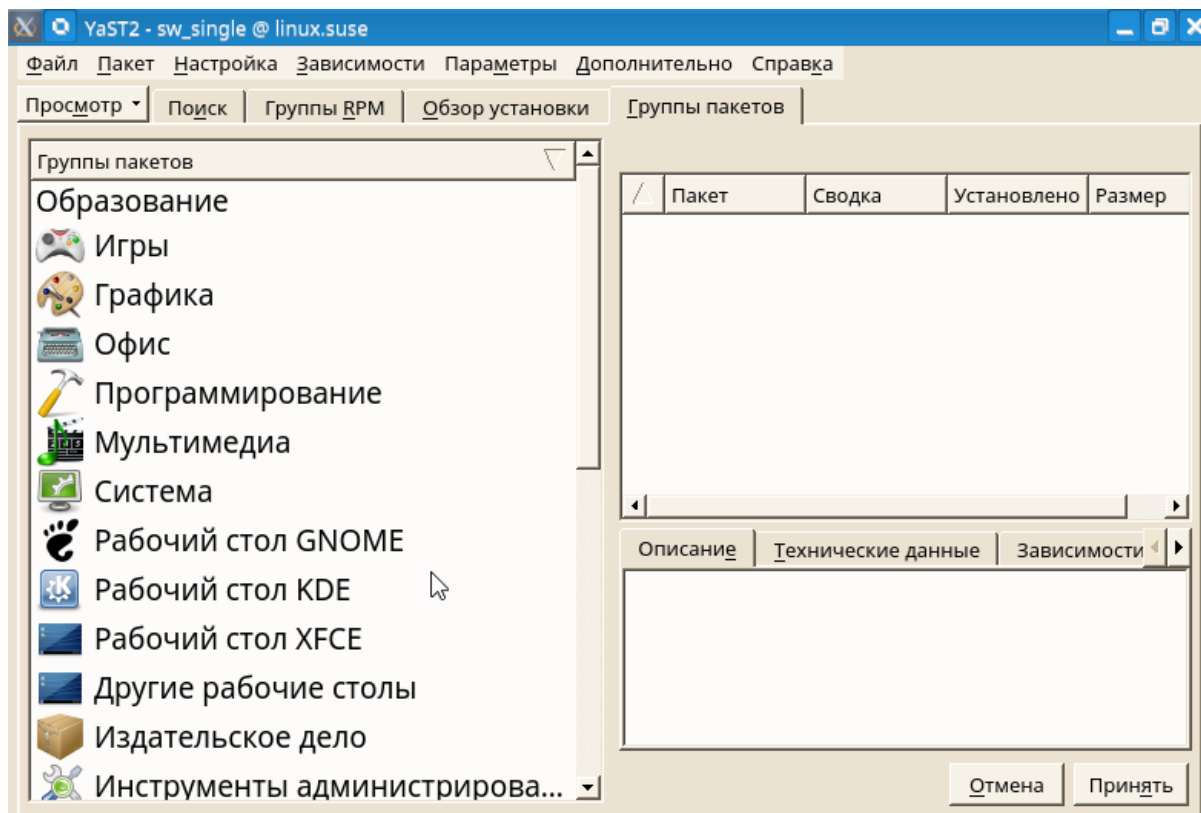 YaST2 - sw_single @ linux.suse
Файл Пакет Настройка Зависимости Параметры Дополнительно Справка
Просмотр Поиск Группы RPM Обзор установки Группы пакетов
Группы пакетов
Образование
Игры
Графика
Офис
Программирование
Мультимедиа
Система
Рабочий стол GNOME
Рабочий стол KDE
Рабочий стол XFCE
Другие рабочие столы
Издательское дело
Инструменты администрирова...
Пакет Сводка Установлено Размер
Описание Технические данные Зависимости
Отмена Принять